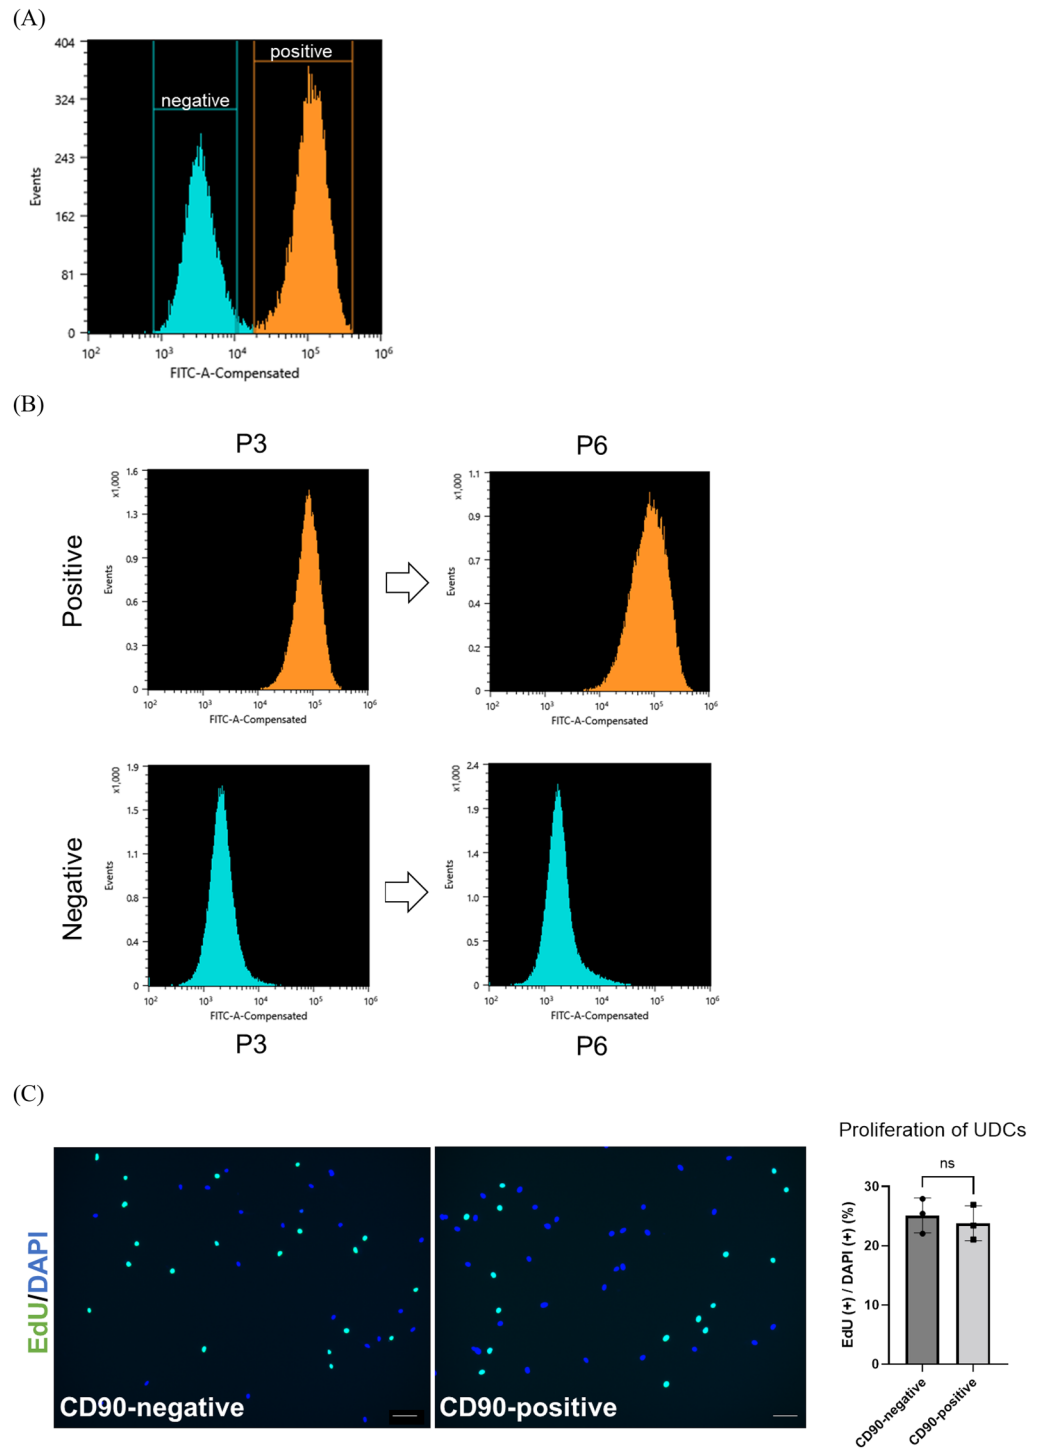 (A)
404
324
243
162
81
0
Events
negative
positive
102
103
104
105
106
FITC-A-Compensated
(B)
P3
P6
Positive
x1,000
1.6
1.3
0.9
0.6
0.3
0
Events
102
103
104
105
106
FITC-A-Compensated
x1,000
1.1
0.9
0.7
0.4
0.2
0
Events
102
103
104
105
106
FITC-A-Compensated
Negative
x1,000
1.9
1.5
1.1
0.8
0.4
0
Events
102
103
104
105
106
FITC-A-Compensated
x1,000
2.4
1.9
1.4
1.0
0.5
0
Events
102
103
104
105
106
FITC-A-Compensated
P3
P6
(C)
EdU/DAPI
CD90-negative
CD90-positive
Proliferation of UDCs
ns
EdU (+) / DAPI (+) (%)
30
20
10
0
CD90-negative
CD90-positive